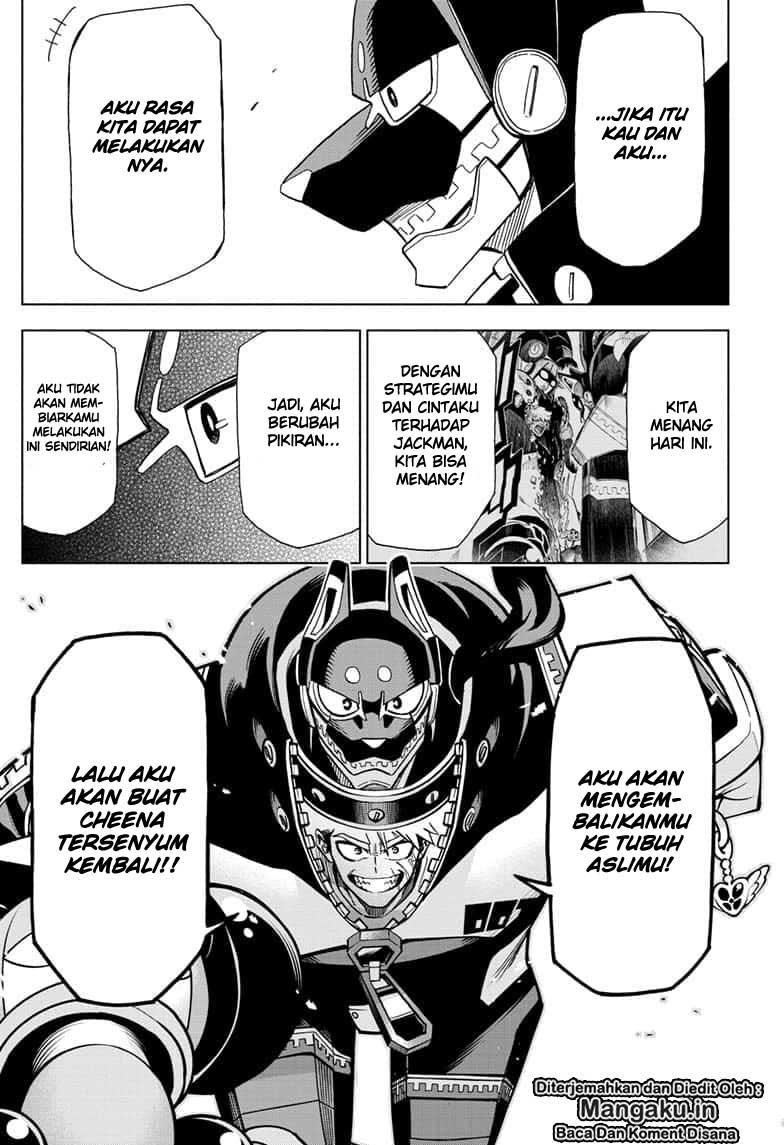 ...JIKA ITU
KAU DAN
AKU...
AKU RASA
KITA DAPAT
MELAKUKAN
NYA.
KITA
MENANG
HARI INI.
DENGAN
STRATEGIMU
DAN CINTAKU
TERHADAP
JACKMAN,
KITA BISA
MENANG!
JADI, AKU
BERUBAH
PIKIRAN...
AKU TIDAK
AKAN MEM-
BIARKAMU
MELAKUKAN
INI SENDIRIAN!
AKU AKAN
MENGEM-
BALIKANMU
KE TUBUH
ASLIMU!
LALU AKU
AKAN BUAT
CHEENA
TERSENYUM
KEMBALI!!
007
Diterjemahkan dan Diedit Oleh :
Mangaku.in
Baca Dan Koment Disana